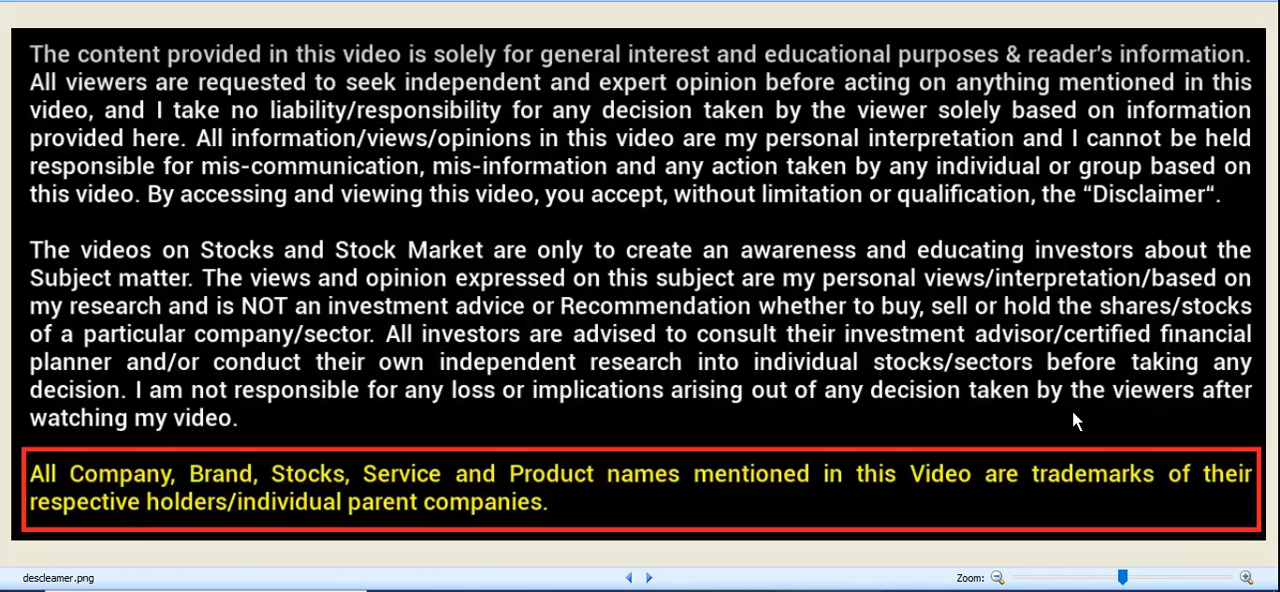 The content provided in this video is solely for general interest and educational purposes & reader's information.
All viewers are requested to seek independent and expert opinion before acting on anything mentioned in this
video, and I take no liability/responsibility for any decision taken by the viewer solely based on information
provided here. All information/views/opinions in this video are my personal interpretation and I cannot be held
responsible for mis-communication, mis-information and any action taken by any individual or group based on
this video. By accessing and viewing this video, you accept, without limitation or qualification, the “Disclaimer“.
The videos on Stocks and Stock Market are only to create an awareness and educating investors about the
Subject matter. The views and opinion expressed on this subject are my personal views/interpretation/based on
my research and is NOT an investment advice or Recommendation whether to buy, sell or hold the shares/stocks
of a particular company/sector. All investors are advised to consult their investment advisor/certified financial
planner and/or conduct their own independent research into individual stocks/sectors before taking any
decision. I am not responsible for any loss or implications arising out of any decision taken by the viewers after
watching my video.
All Company, Brand, Stocks, Service and Product names mentioned in this Video are trademarks of their
respective holders/individual parent companies.
descleamer.png
Zoom: